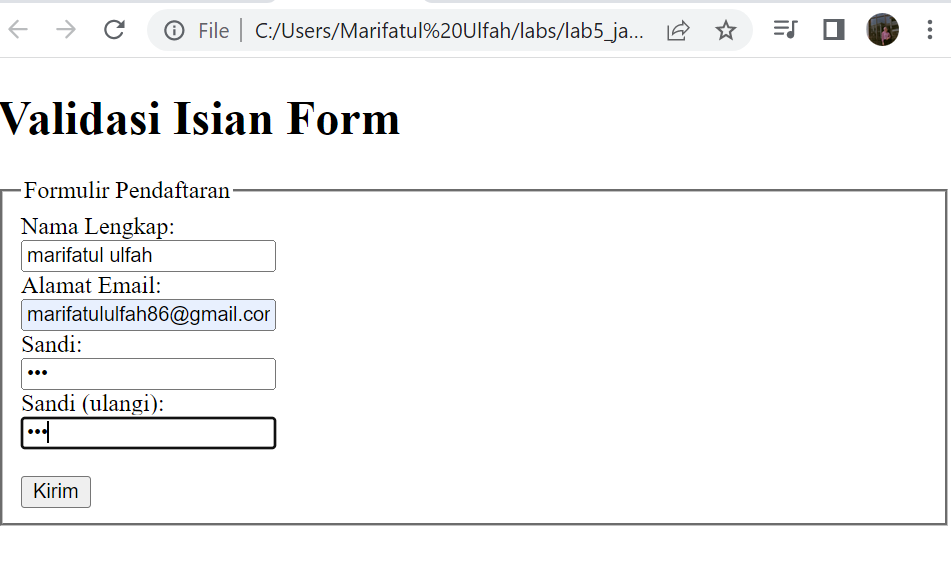 File C:/Users/Marifatul%20Ulfah/labs/lab5_ja...
Validasi Isian Form
Formulir Pendaftaran
Nama Lengkap:
marifatul ulfah
Alamat Email:
marifatululfah86@gmail.cor
Sandi:
•••
Sandi (ulangi):
•••
Kirim